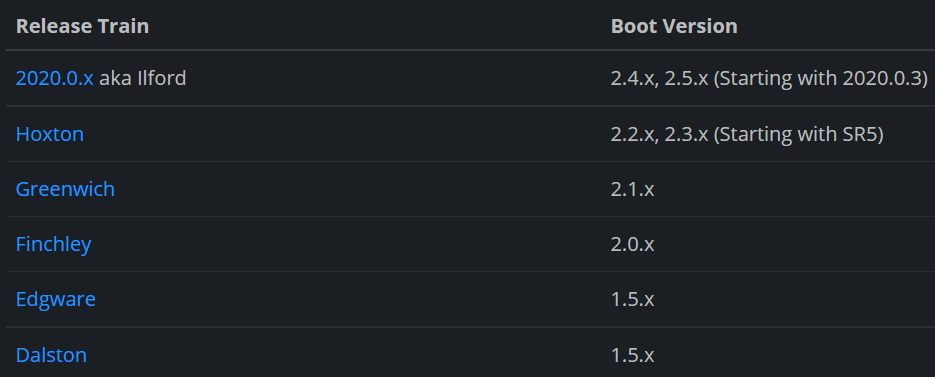 Release Train Boot Version
2020.0.x aka Ilford 2.4.x, 2.5.x (Starting with 2020.0.3)
Hoxton 2.2.x, 2.3.x (Starting with SR5)
Greenwich 2.1.x
Finchley 2.0.x
Edgware 1.5.x
Dalston 1.5.x